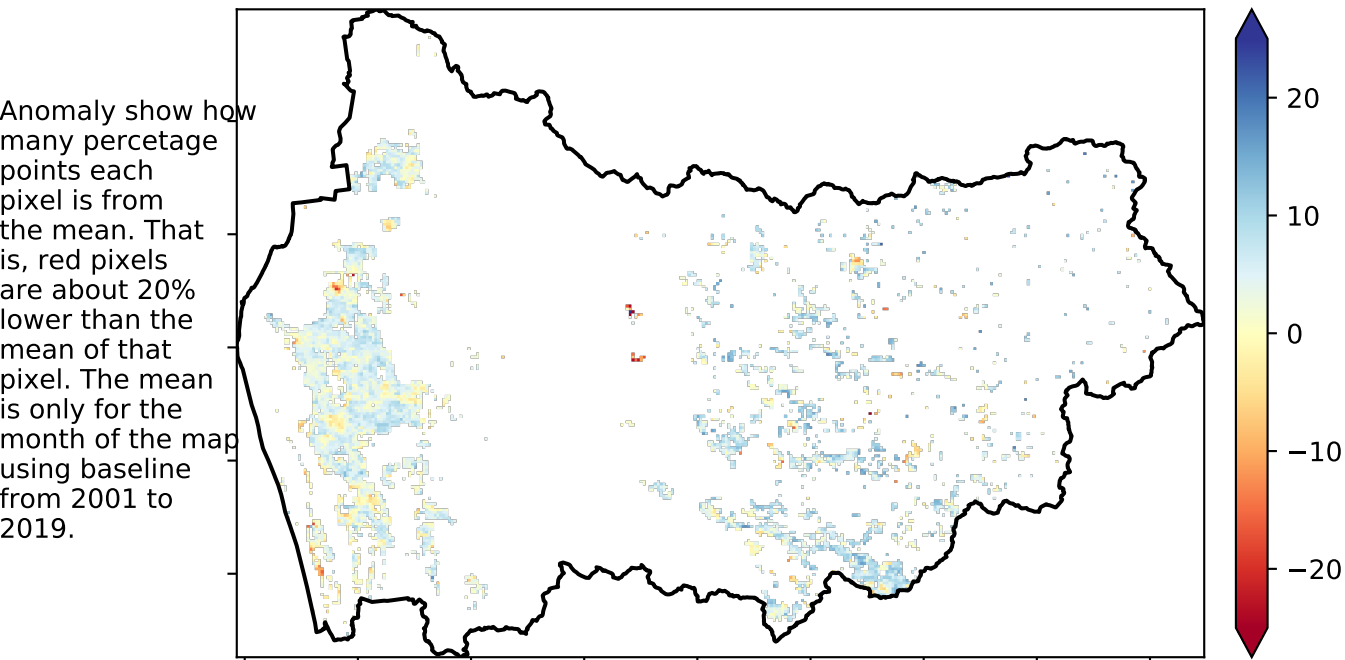 Anomaly show how
many percetage
points each
pixel is from
the mean. That
is, red pixels
are about 20%
lower than the
mean of that
pixel. The mean
is only for the
month of the map
using baseline
from 2001 to
2019.
20
10
0
−10
−20